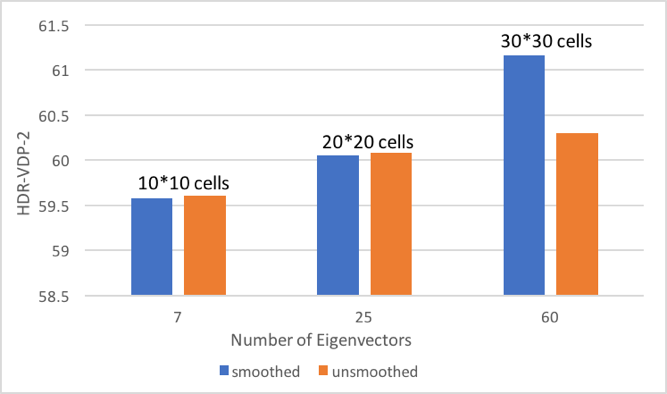 61.5
61
60.5
60
59.5
59
58.5
HDR-VDP-2
10*10 cells
20*20 cells
30*30 cells
7
25
60
Number of Eigenvectors
smoothed
unsmoothed